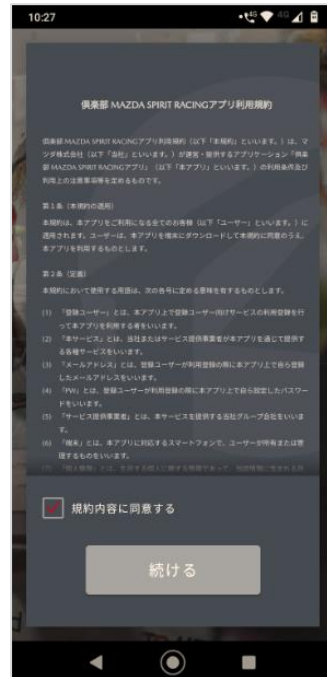 10:27
4G
倶楽部 MAZDA SPIRIT RACINGアプリ利用規約
倶楽部 MAZDA SPIRIT RACINGアプリ利用規約（以下「本規約」といいます。）は、マ
ツダ株式会社（以下「当社」といいます。）が運営・提供するアプリケーション「倶楽
部 MAZDA SPIRIT RACINGアプリ」（以下「本アプリ」といいます。）の利用条件及び
利用上の注意事項等を定めるものです。
第１条（本規約の適用）
本規約は、本アプリをご利用になる全てのお客様（以下「ユーザー」といいます。）に
適用されます。ユーザーは、本アプリを端末にダウンロードして本規約に同意のうえ、
本アプリを利用するものとします。
第２条（定義）
本規約において使用する用語は、次の各号に定める意味を有するものとします。
(1) 「登録ユーザー」とは、本アプリ上で登録ユーザー向けサービスの利用登録を行
って本アプリを利用する者をいいます。
(2) 「本サービス」とは、当社またはサービス提供事業者が本アプリを通じて提供す
る各種サービスをいいます。
(3) 「メールアドレス」とは、登録ユーザーが利用登録の際に本アプリ上で自ら登録
したメールアドレスをいいます。
(4) 「PW」とは、登録ユーザーが利用登録の際に本アプリ上で自ら設定したパスワー
ドをいいます。
(5) 「サービス提供事業者」とは、本サービスを提供する当社グループ会社をいいま
す。
(6) 「端末」とは、本アプリに対応するスマートフォンで、ユーザーが所有または管
理するものをいいます。
規約内容に同意する
続ける